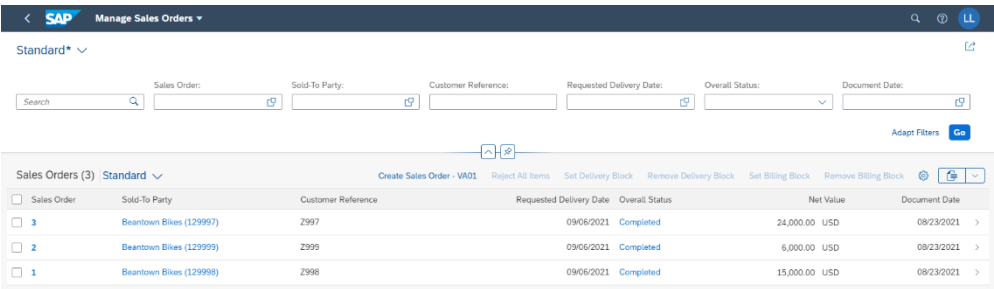 SAP Manage Sales Orders LL
Standard*
Sales Order: Sold-To Party: Customer Reference: Requested Delivery Date: Overall Status: Document Date:
Search
Adapt Filters Go
Sales Orders (3) Standard Create Sales Order - VA01 Reject All Items Set Delivery Block Remove Delivery Block Set Billing Block Remove Billing Block
Sales Order Sold-To Party Customer Reference Requested Delivery Date Overall Status Net Value Document Date
3 Beantown Bikes (129997) Z997 09/06/2021 Completed 24,000.00 USD 08/23/2021
2 Beantown Bikes (129999) Z999 09/06/2021 Completed 6,000.00 USD 08/23/2021
1 Beantown Bikes (129998) Z998 09/06/2021 Completed 15,000.00 USD 08/23/2021